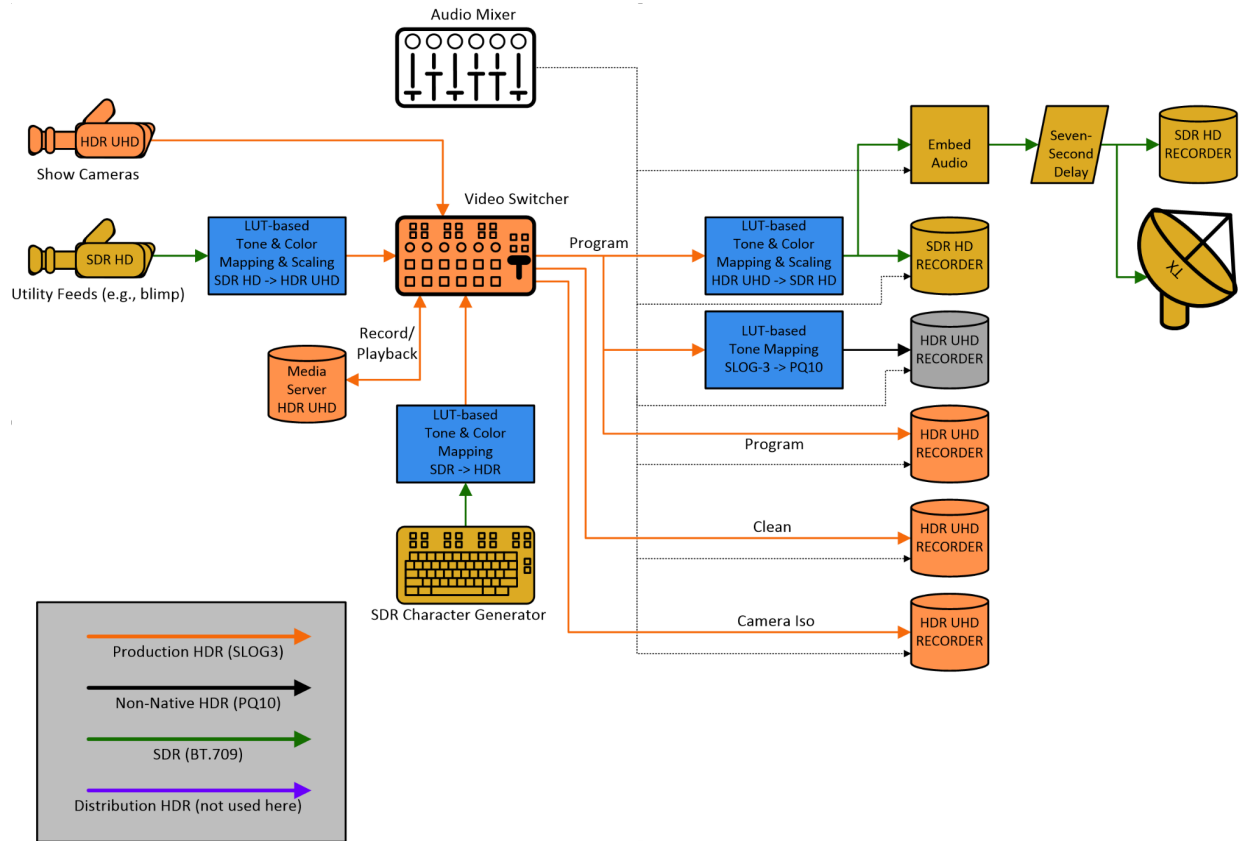 Audio Mixer
HDR UHD
Show Cameras
SDR HD
Utility Feeds (e.g., blimp)
LUT-based
Tone & Color
Mapping & Scaling
SDR HD -> HDR UHD
Video Switcher
Record/
Playback
Media
Server
HDR UHD
LUT-based
Tone & Color
Mapping
SDR -> HDR
SDR Character Generator
Program
LUT-based
Tone & Color
Mapping & Scaling
HDR UHD -> SDR HD
Embed
Audio
Seven-
Second
Delay
SDR HD
RECORDER
SDR HD
RECORDER
TX
LUT-based
Tone Mapping
SLOG-3 -> PQ10
HDR UHD
RECORDER
Program
HDR UHD
RECORDER
Clean
HDR UHD
RECORDER
Camera Iso
HDR UHD
RECORDER
Production HDR (SLOG3)
Non-Native HDR (PQ10)
SDR (BT.709)
Distribution HDR (not used here)